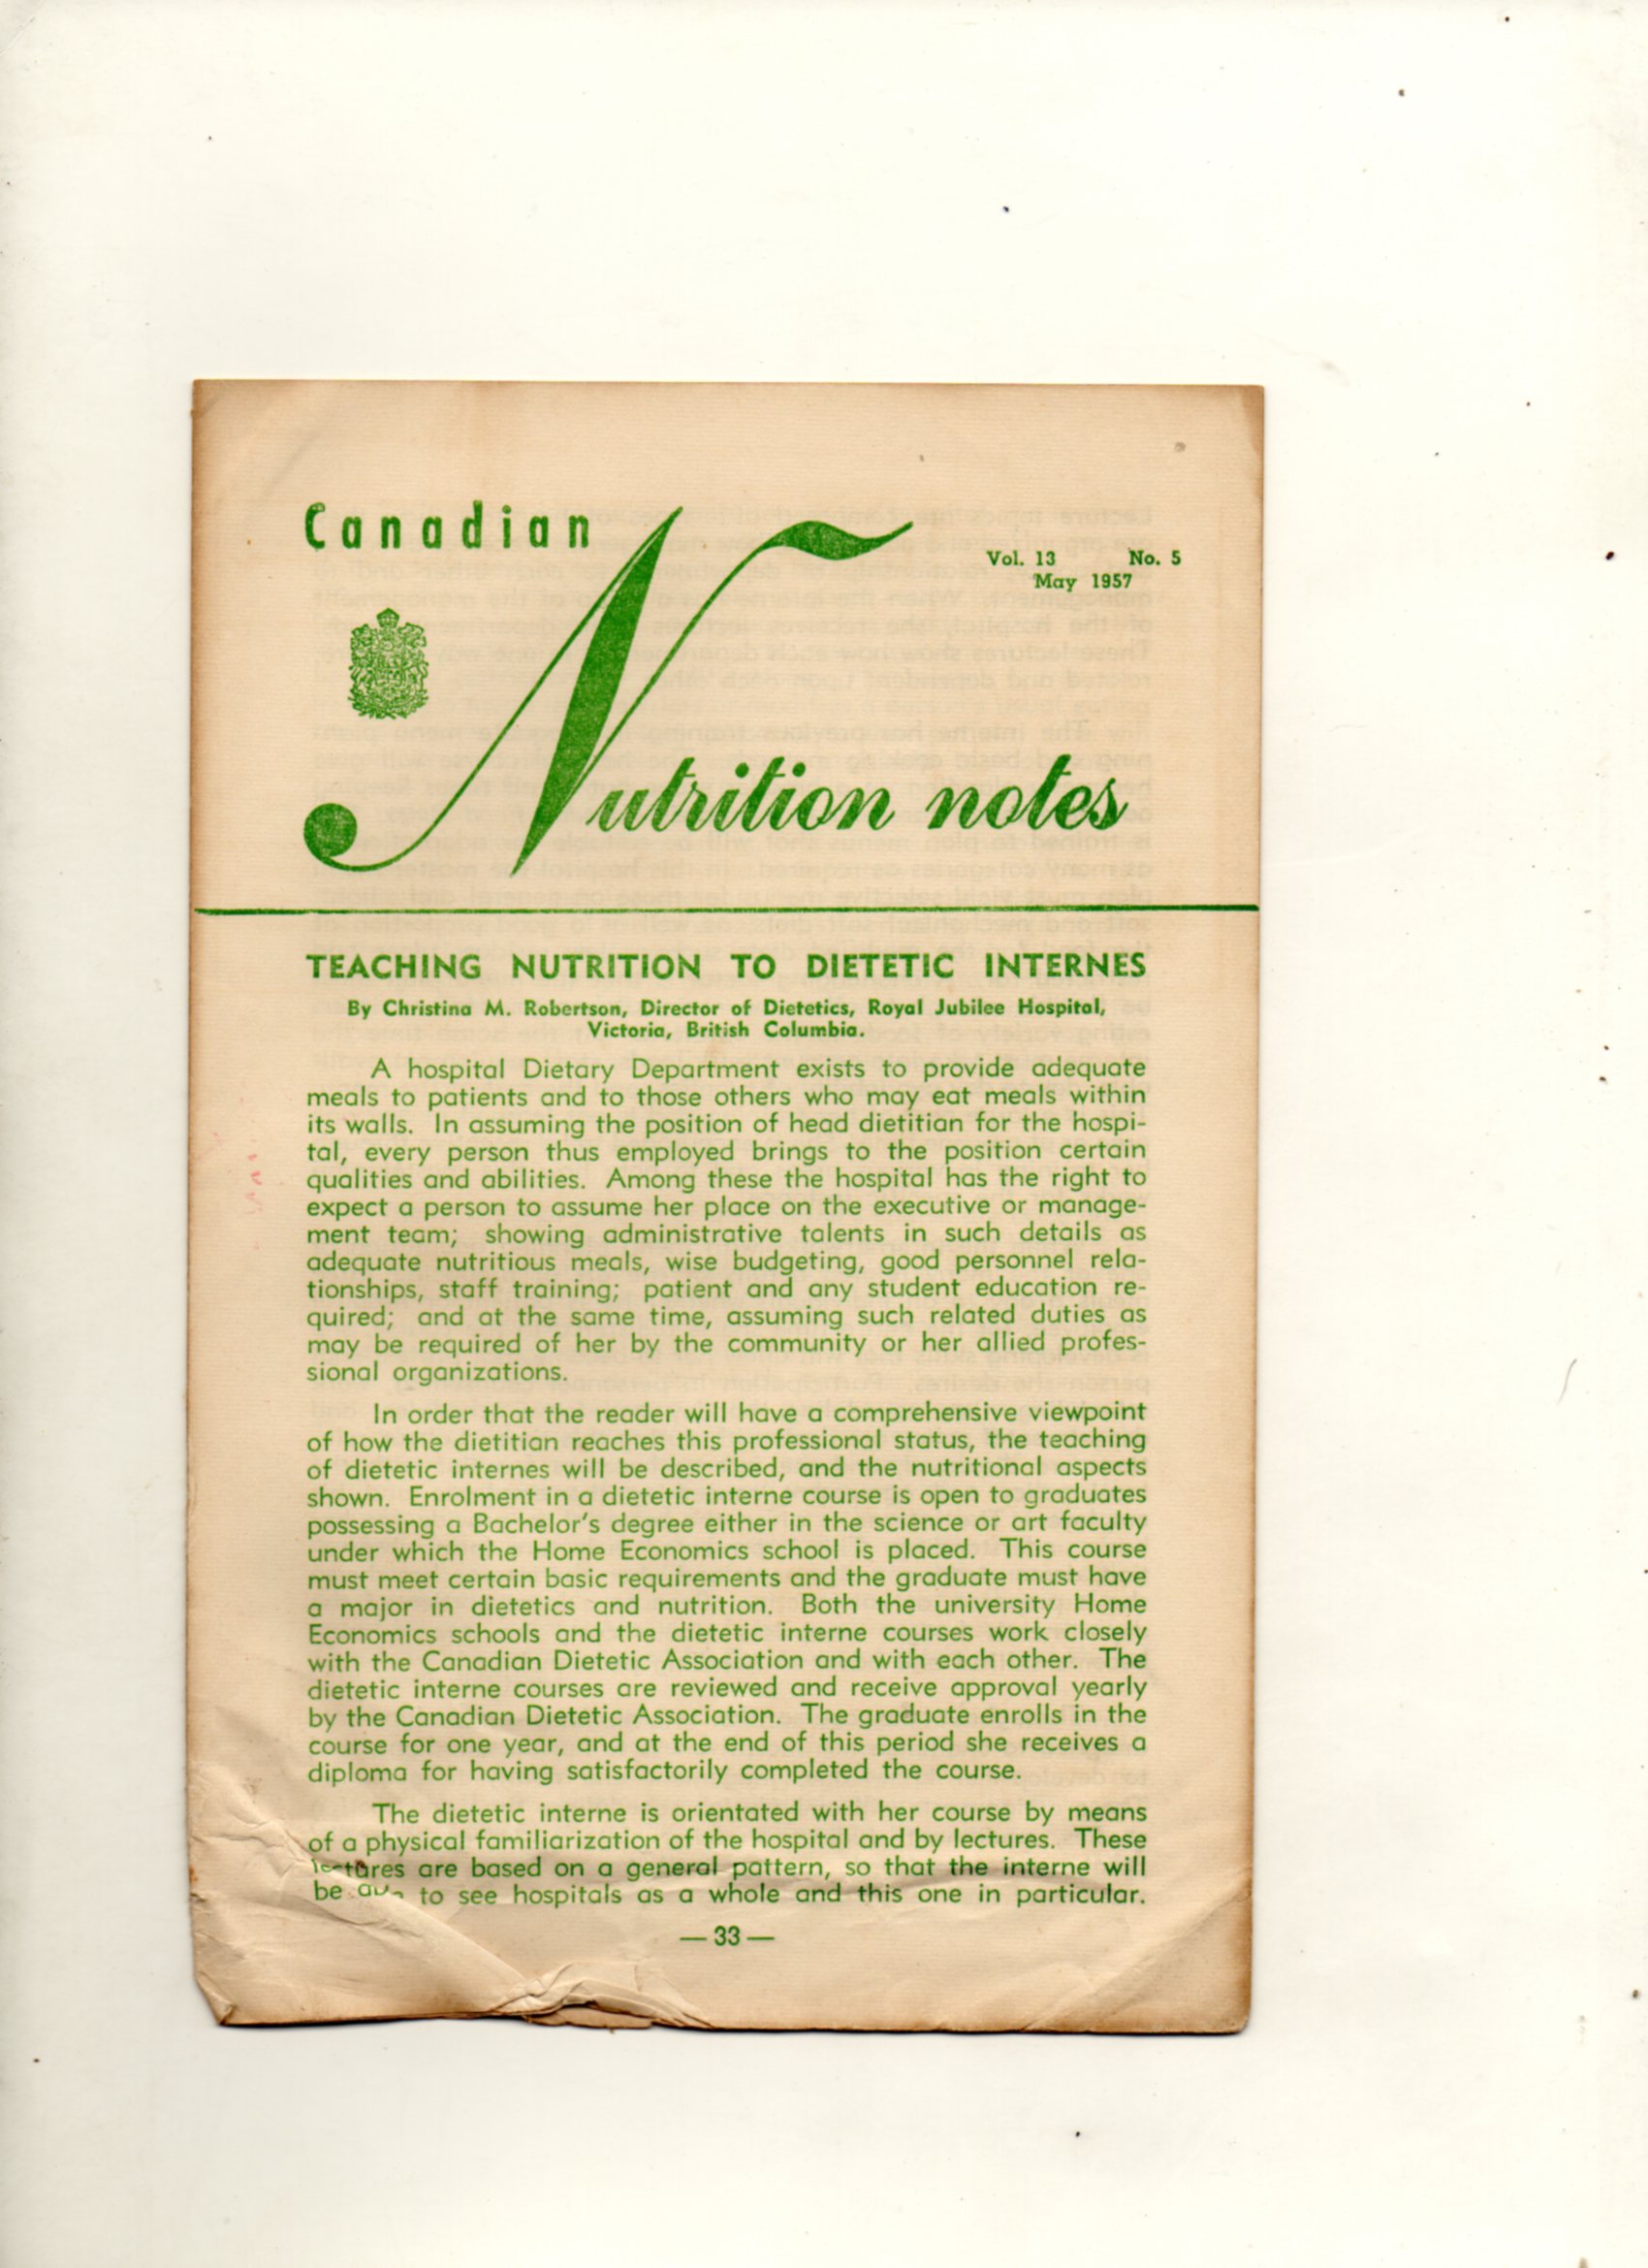 Canadian
Vol. 13 No. 5
May 1957
Nutrition notes
TEACHING NUTRITION TO DIETETIC INTERNES
By Christina M. Robertson, Director of Dietetics, Royal Jubilee Hospital,
Victoria, British Columbia.
A hospital Dietary Department exists to provide adequate
meals to patients and to those others who may eat meals within
its walls. In assuming the position of head dietitian for the hospi-
tal, every person thus employed brings to the position certain
qualities and abilities. Among these the hospital has the right to
expect a person to assume her place on the executive or manage-
ment team; showing administrative talents in such details as
adequate nutritious meals, wise budgeting, good personnel rela-
tionships, staff training; patient and any student education re-
quired; and at the same time, assuming such related duties as
may be required of her by the community or her allied profes-
sional organizations.
In order that the reader will have a comprehensive viewpoint
of how the dietitian reaches this professional status, the teaching
of dietetic internes will be described, and the nutritional aspects
shown. Enrolment in a dietetic interne course is open to graduates
possessing a Bachelor's degree either in the science or art faculty
under which the Home Economics school is placed. This course
must meet certain basic requirements and the graduate must have
a major in dietetics and nutrition. Both the university Home
Economics schools and the dietetic interne courses work closely
with the Canadian Dietetic Association and with each other. The
dietetic interne courses are reviewed and receive approval yearly
by the Canadian Dietetic Association. The graduate enrolls in the
course for one year, and at the end of this period she receives a
diploma for having satisfactorily completed the course.
The dietetic interne is orientated with her course by means
of a physical familiarization of the hospital and by lectures. These
lectures are based on a general pattern, so that the interne will
be to see hospitals as a whole and this one in particular.
— 33 —